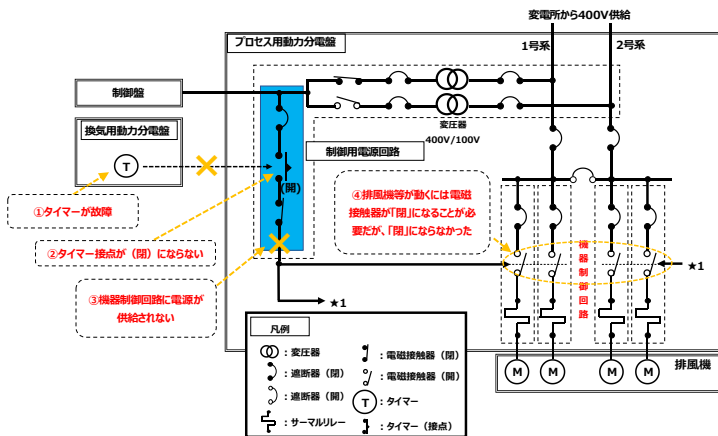 変電所から400V供給
プロセス用動力分電盤
1号系
2号系
制御盤
変圧器
400V/100V
換気用動力分電盤
制御用電源回路
T
(開)
①タイマーが故障
④排風機等が動くには電磁
接触器が「閉」になることが必
要だが、「閉」にならなかった
②タイマー接点が（閉）にならない
③機器制御回路に電源が
供給されない
機器制御回路
★1
★1
凡例
：変圧器
：電磁接触器（閉）
：遮断器（閉）
：電磁接触器（開）
：遮断器（開）
T
：タイマー
：サーマルリレー
：タイマー（接点）
M
M
M
M
排風機